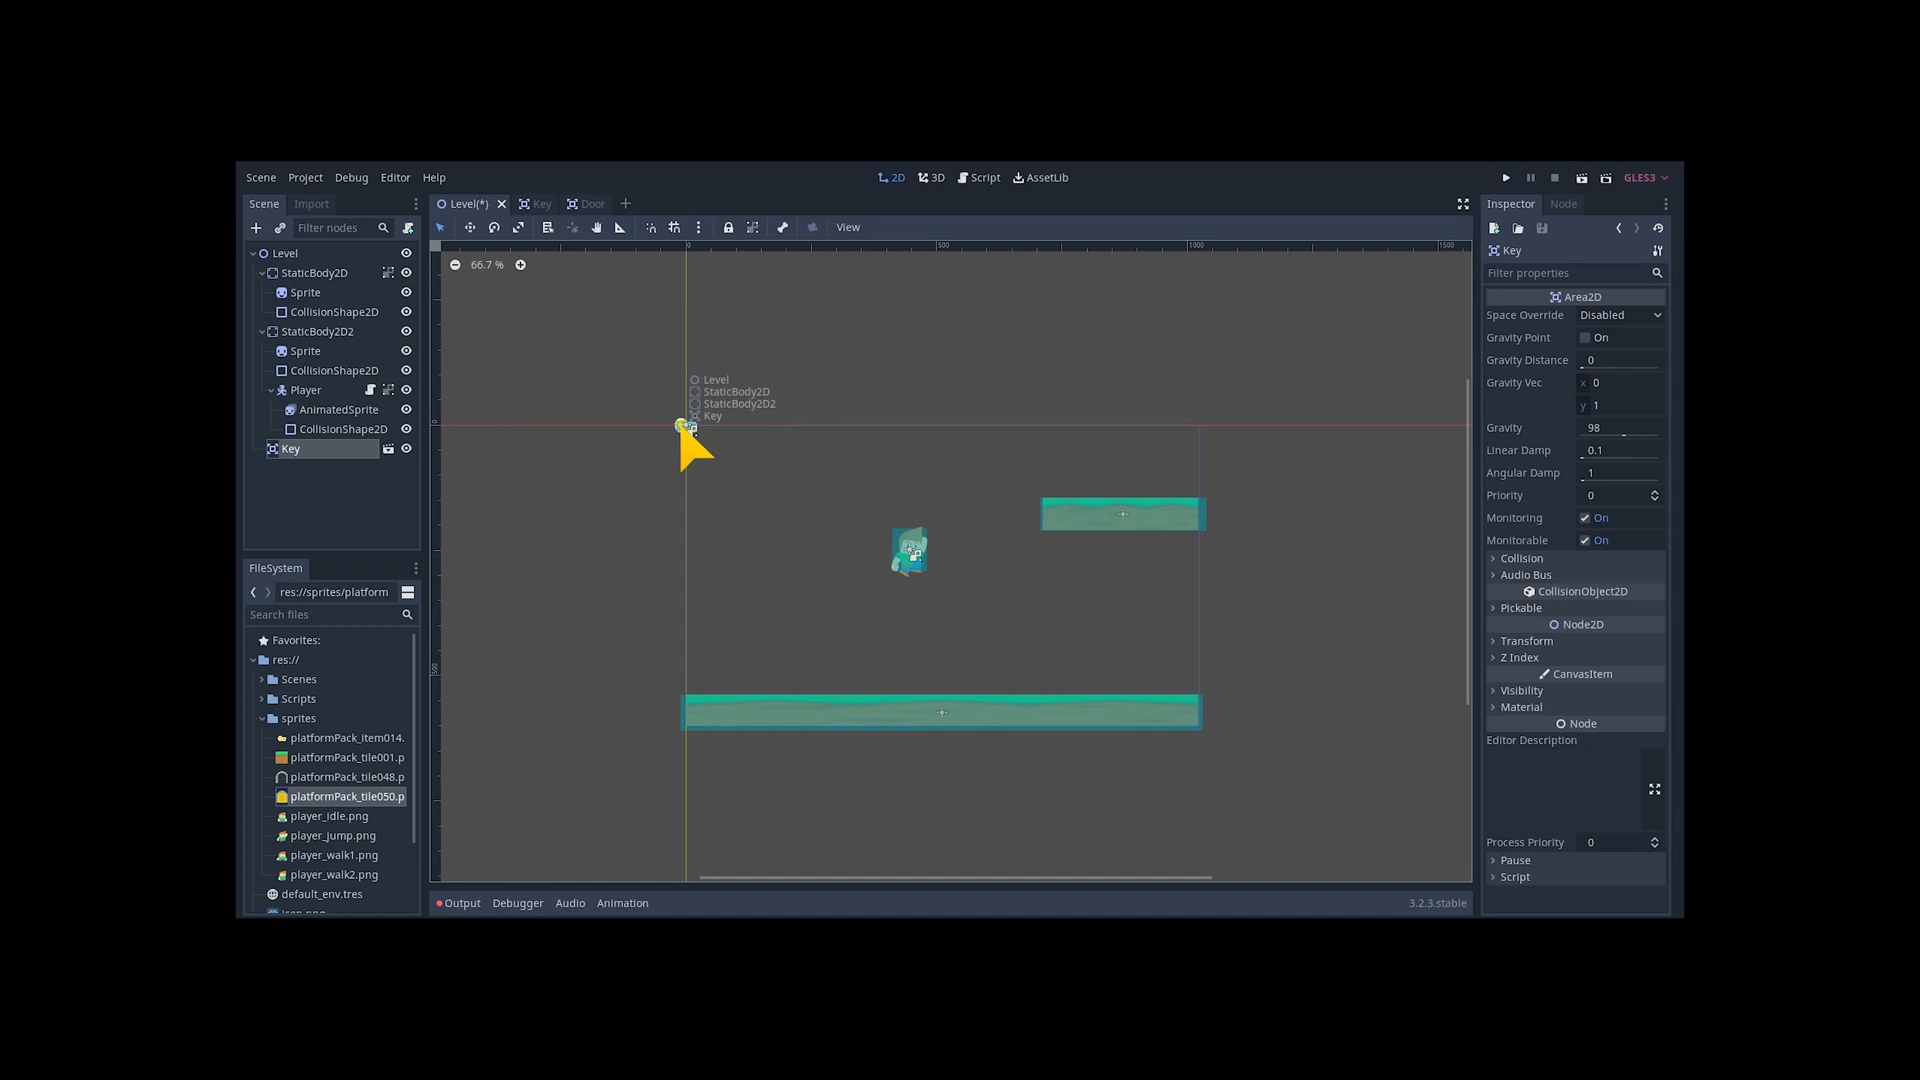 Scene Project Debug Editor Help 2D 3D Script AssetLib GLES3
Scene Import Level(*) Key Door Inspector Node
Filter nodes View
0 500 1000 1500
66.7 %
Level
StaticBody2D
Sprite
CollisionShape2D
StaticBody2D2
Sprite
CollisionShape2D
Player
AnimatedSprite
CollisionShape2D
Key
Level
StaticBody2D
StaticBody2D2
Key
0
500
FileSystem
res://sprites/platform
Search files
Favorites:
res://
Scenes
Scripts
sprites
platformPack_item014.
platformPack_tile001.p
platformPack_tile048.p
platformPack_tile050.p
player_idle.png
player_jump.png
player_walk1.png
player_walk2.png
default_env.tres
icon.png
Output Debugger Audio Animation 3.2.3.stable
Key
Filter properties
Area2D
Space Override Disabled
Gravity Point On
Gravity Distance 0
Gravity Vec x 0
y 1
Gravity 98
Linear Damp 0.1
Angular Damp 1
Priority 0
Monitoring On
Monitorable On
Collision
Audio Bus
CollisionObject2D
Pickable
Node2D
Transform
Z Index
CanvasItem
Visibility
Material
Node
Editor Description
Process Priority 0
Pause
Script